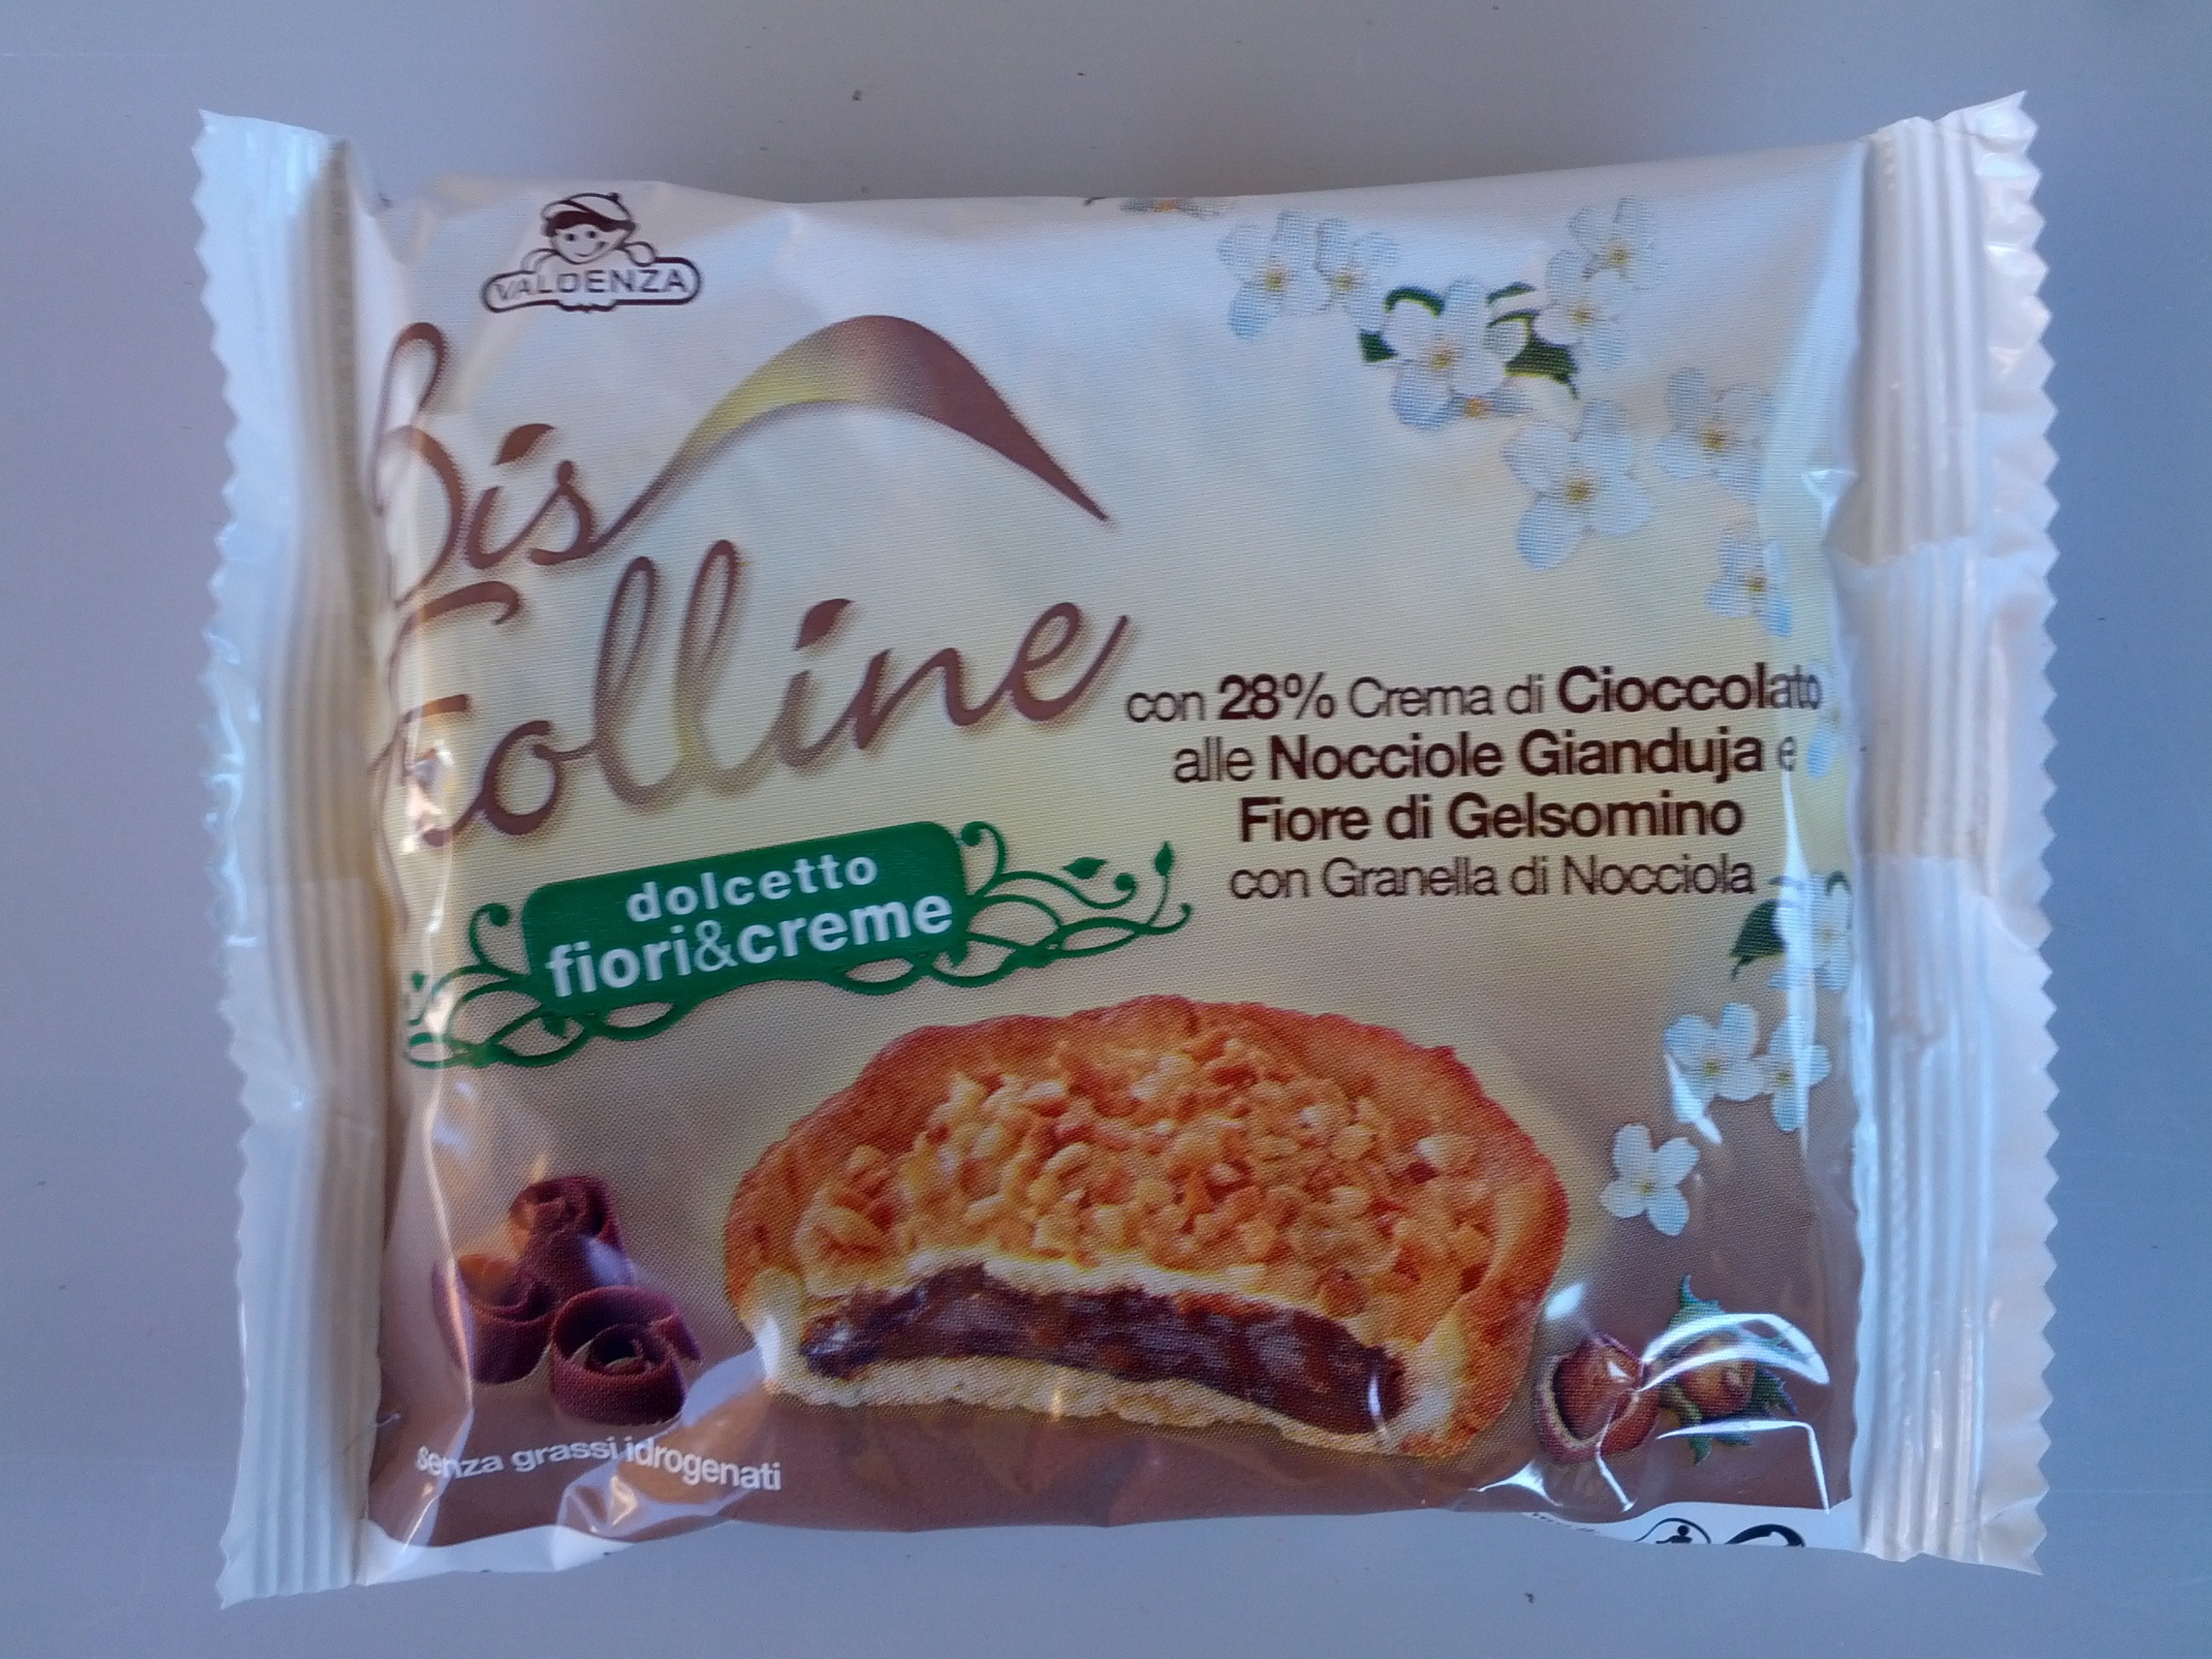 VALDENZA
bis
Colline
con 28% Crema di Cioccolato
alle Nocciole Gianduja e
Fiore di Gelsomino
con Granella di Nocciola
dolcetto
fiori&creme
Senza grassi idrogenati